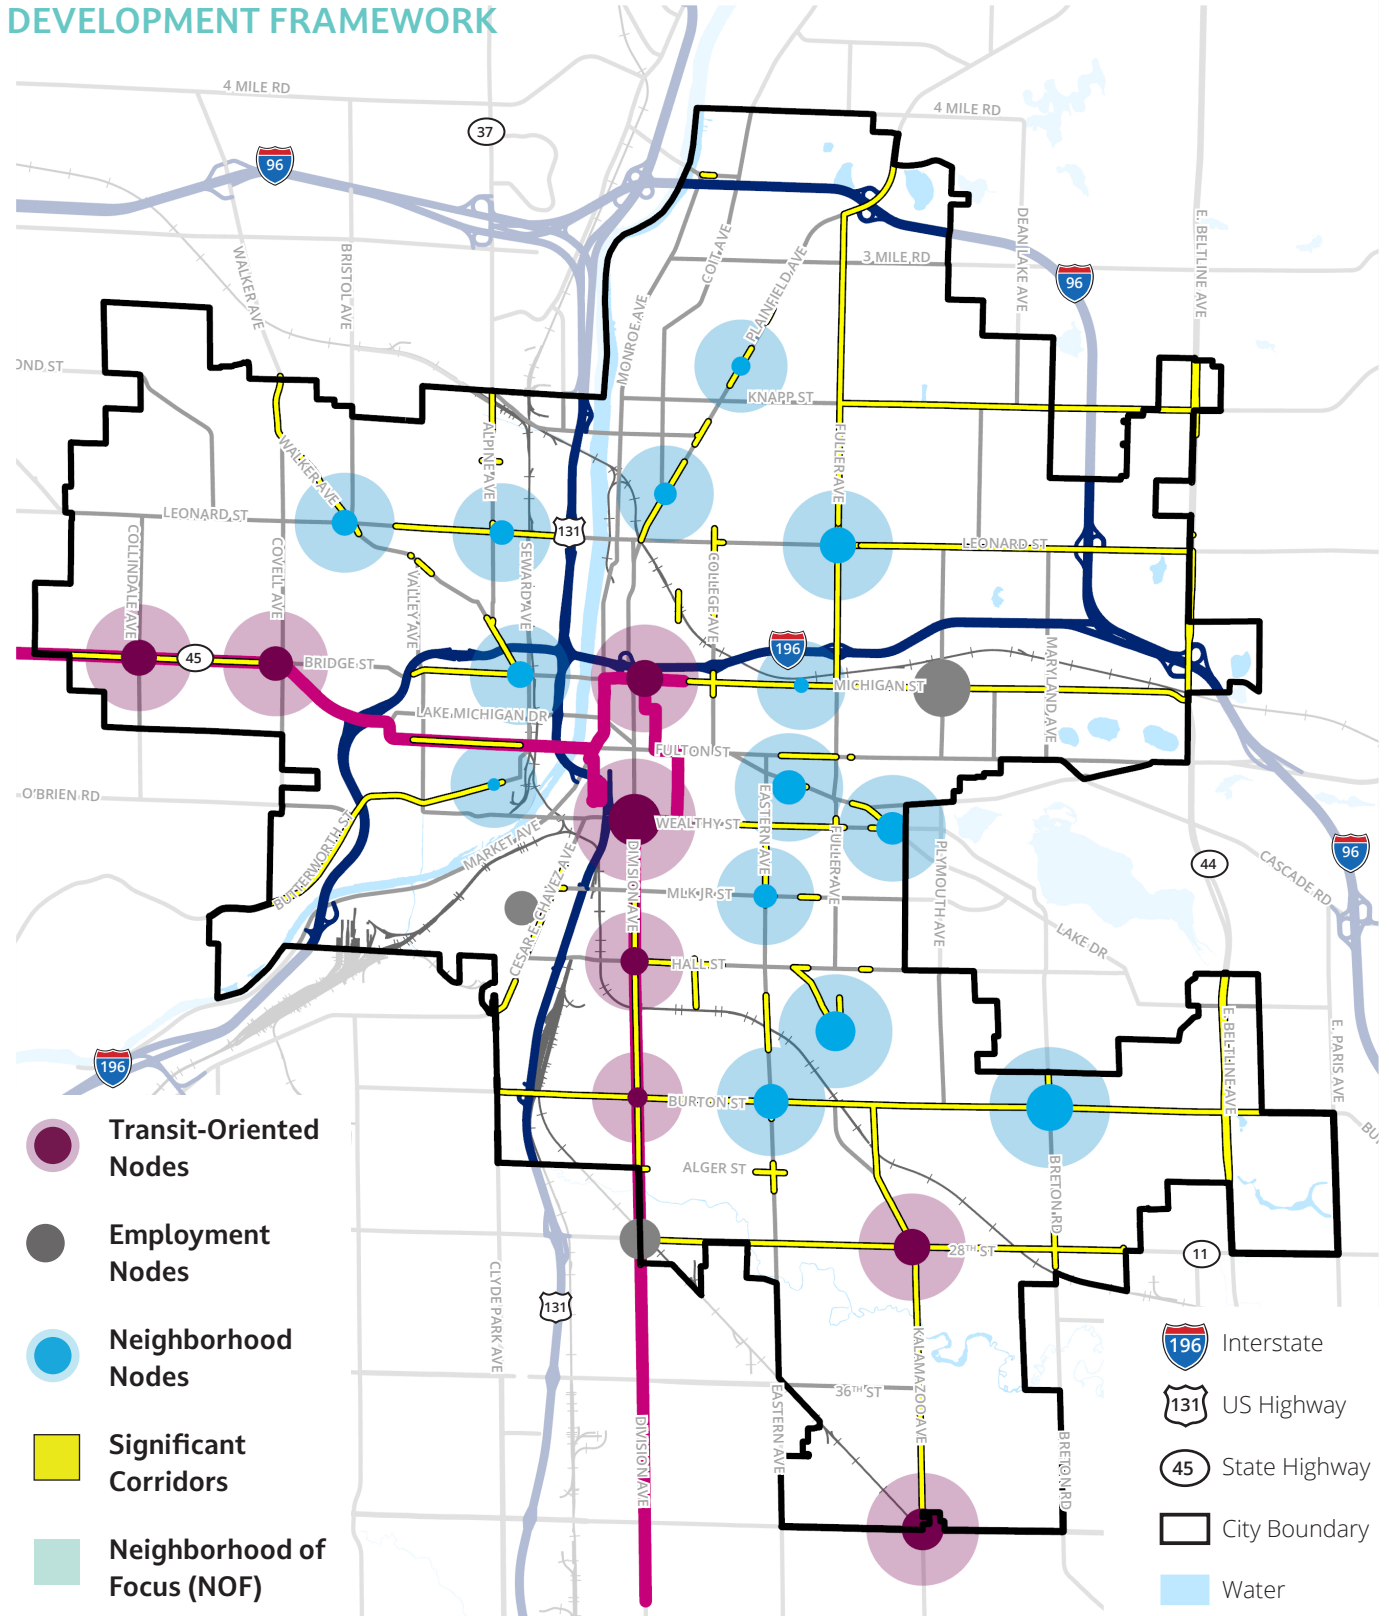 DEVELOPMENT FRAMEWORK
4 MILE RD
4 MILE RD
37
96
WALKER AVE
BRISTOL AVE
COIT AVE
PLAINFIELD AVE
3 MILE RD
DEAN LAKE AVE
E. BELTLINE AVE
96
MONROE AVE
OND ST
KNAPP ST
WALKER AVE
ALPINE AVE
FULLER AVE
LEONARD ST
131
LEONARD ST
COLLINDALE AVE
COVELL AVE
VALLEY AVE
SEWARD AVE
COLLEGE AVE
45
BRIDGE ST
196
MICHIGAN ST
MARYLAND AVE
LAKE MICHIGAN DR
FULTON ST
O'BRIEN RD
BUTTERWORTH ST
MARKET AVE
WEALTHY ST
EASTERN AVE
FULLER AVE
PLYMOUTH AVE
44
CASCADE RD
96
DIVISION AVE
MLK JR ST
CESAR E. CHAVEZ AVE
LAKE DR
HALL ST
196
E. BELTLINE AVE
E. PARIS AVE
BURTON ST
BU
ALGER ST
BRETON RD
28TH ST
11
CLYDE PARK AVE
131
KALAMAZOO AVE
36TH ST
EASTERN AVE
DIVISION AVE
BRETON RD
Transit-Oriented
Nodes
Employment
Nodes
Neighborhood
Nodes
Significant
Corridors
Neighborhood of
Focus (NOF)
196 Interstate
131 US Highway
45 State Highway
City Boundary
Water